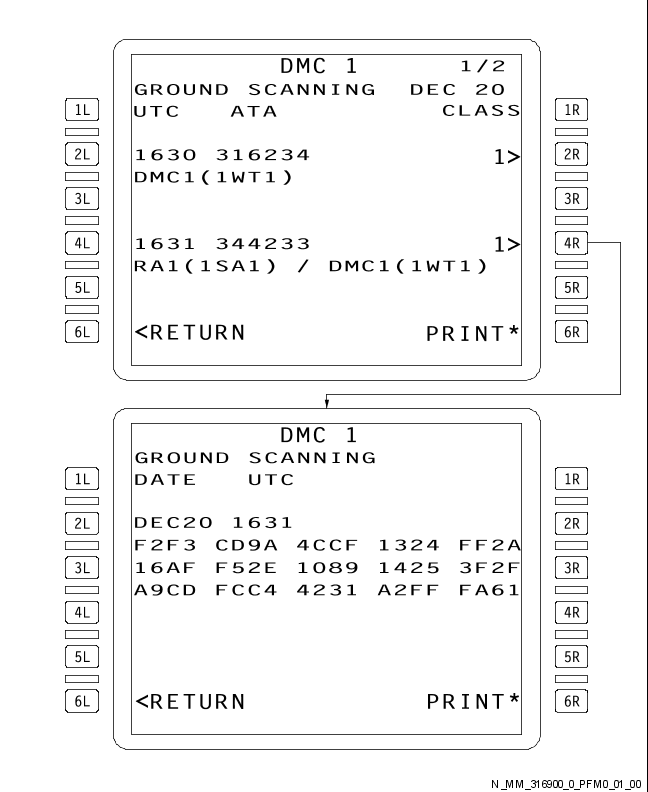 DMC 1 1/2
GROUND SCANNING DEC 20
1L UTC ATA CLASS 1R
2L 1630 316234 1> 2R
DMC1(1WT1)
3L 3R
4L 1631 344233 1> 4R
RA1(1SA1) / DMC1(1WT1)
5L 5R
6L <RETURN PRINT* 6R
DMC 1
GROUND SCANNING
1L DATE UTC 1R
2L DEC20 1631 2R
F2F3 CD9A 4CCF 1324 FF2A
3L 16AF F52E 1089 1425 3F2F 3R
A9CD FCC4 4231 A2FF FA61
4L 4R
5L 5R
6L <RETURN PRINT* 6R
N_MM_316900_0_PFM0_01_00